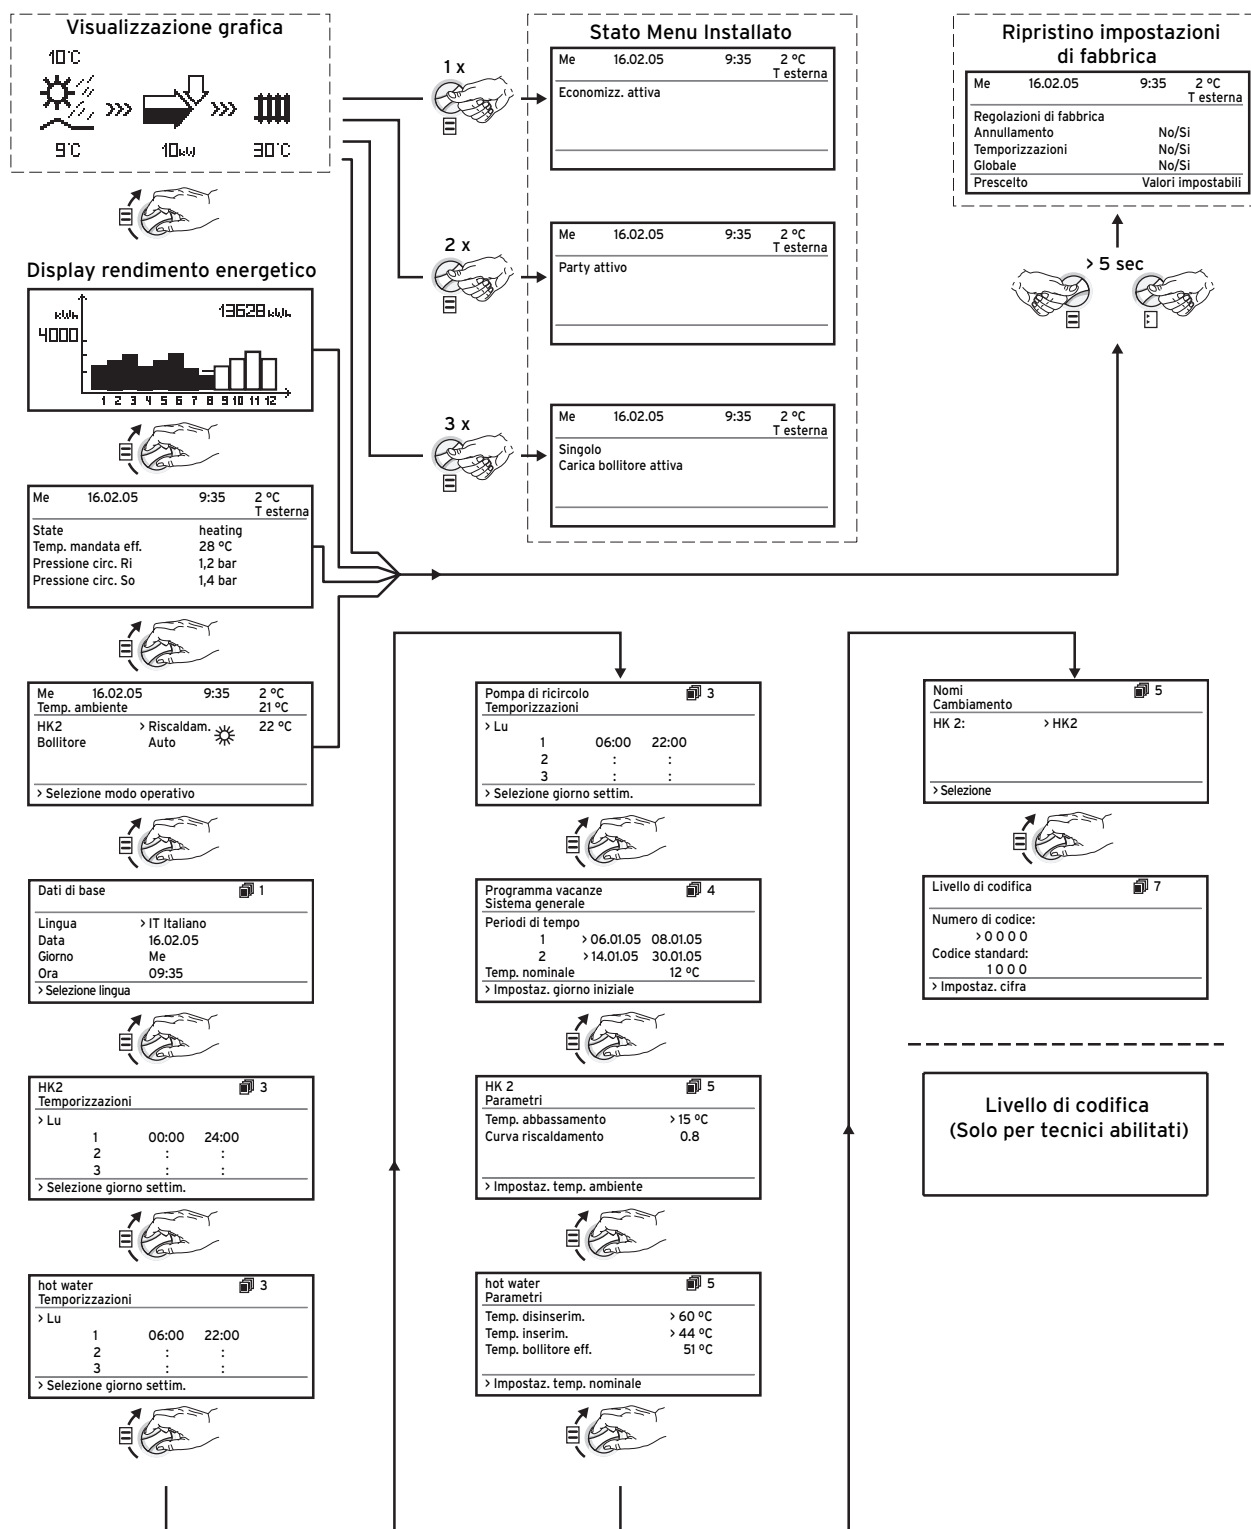 Visualizzazione grafica
10°C
9°C
10kW
30°C
Display rendimento energetico
kWh
4000
13628 kWh
1 2 3 4 5 6 7 8 9 10 11 12
Me 16.02.05 9:35 2 °C
T esterna
State heating
Temp. mandata eff. 28 °C
Pressione circ. Ri 1,2 bar
Pressione circ. So 1,4 bar
Me 16.02.05 9:35 2 °C
Temp. ambiente 21 °C
HK2 > Riscaldam. 22 °C
Bollitore Auto
> Selezione modo operativo
Dati di base 1
Lingua > IT Italiano
Data 16.02.05
Giorno Me
Ora 09:35
> Selezione lingua
HK2 3
Temporizzazioni
> Lu
1 00:00 24:00
2 : :
3 : :
> Selezione giorno settim.
hot water 3
Temporizzazioni
> Lu
1 06:00 22:00
2 : :
3 : :
> Selezione giorno settim.
Stato Menu Installato
1 x
Me 16.02.05 9:35 2 °C
T esterna
Economizz. attiva
2 x
Me 16.02.05 9:35 2 °C
T esterna
Party attivo
3 x
Me 16.02.05 9:35 2 °C
T esterna
Singolo
Carica bollitore attiva
Pompa di ricircolo 3
Temporizzazioni
> Lu
1 06:00 22:00
2 : :
3 : :
> Selezione giorno settim.
Programma vacanze 4
Sistema generale
Periodi di tempo
1 > 06.01.05 08.01.05
2 > 14.01.05 30.01.05
Temp. nominale 12 °C
> Impostaz. giorno iniziale
HK 2 5
Parametri
Temp. abbassamento > 15 °C
Curva riscaldamento 0.8
> Impostaz. temp. ambiente
hot water 5
Parametri
Temp. disinserim. > 60 °C
Temp. inserim. > 44 °C
Temp. bollitore eff. 51 °C
> Impostaz. temp. nominale
Ripristino impostazioni
di fabbrica
Me 16.02.05 9:35 2 °C
T esterna
Regolazioni di fabbrica
Annullamento No/Si
Temporizzazioni No/Si
Globale No/Si
Prescelto Valori impostabili
> 5 sec
Nomi 5
Cambiamento
HK 2: > HK2
> Selezione
Livello di codifica 7
Numero di codice:
> 0 0 0 0
Codice standard:
1 0 0 0
> Impostaz. cifra
Livello di codifica
(Solo per tecnici abilitati)